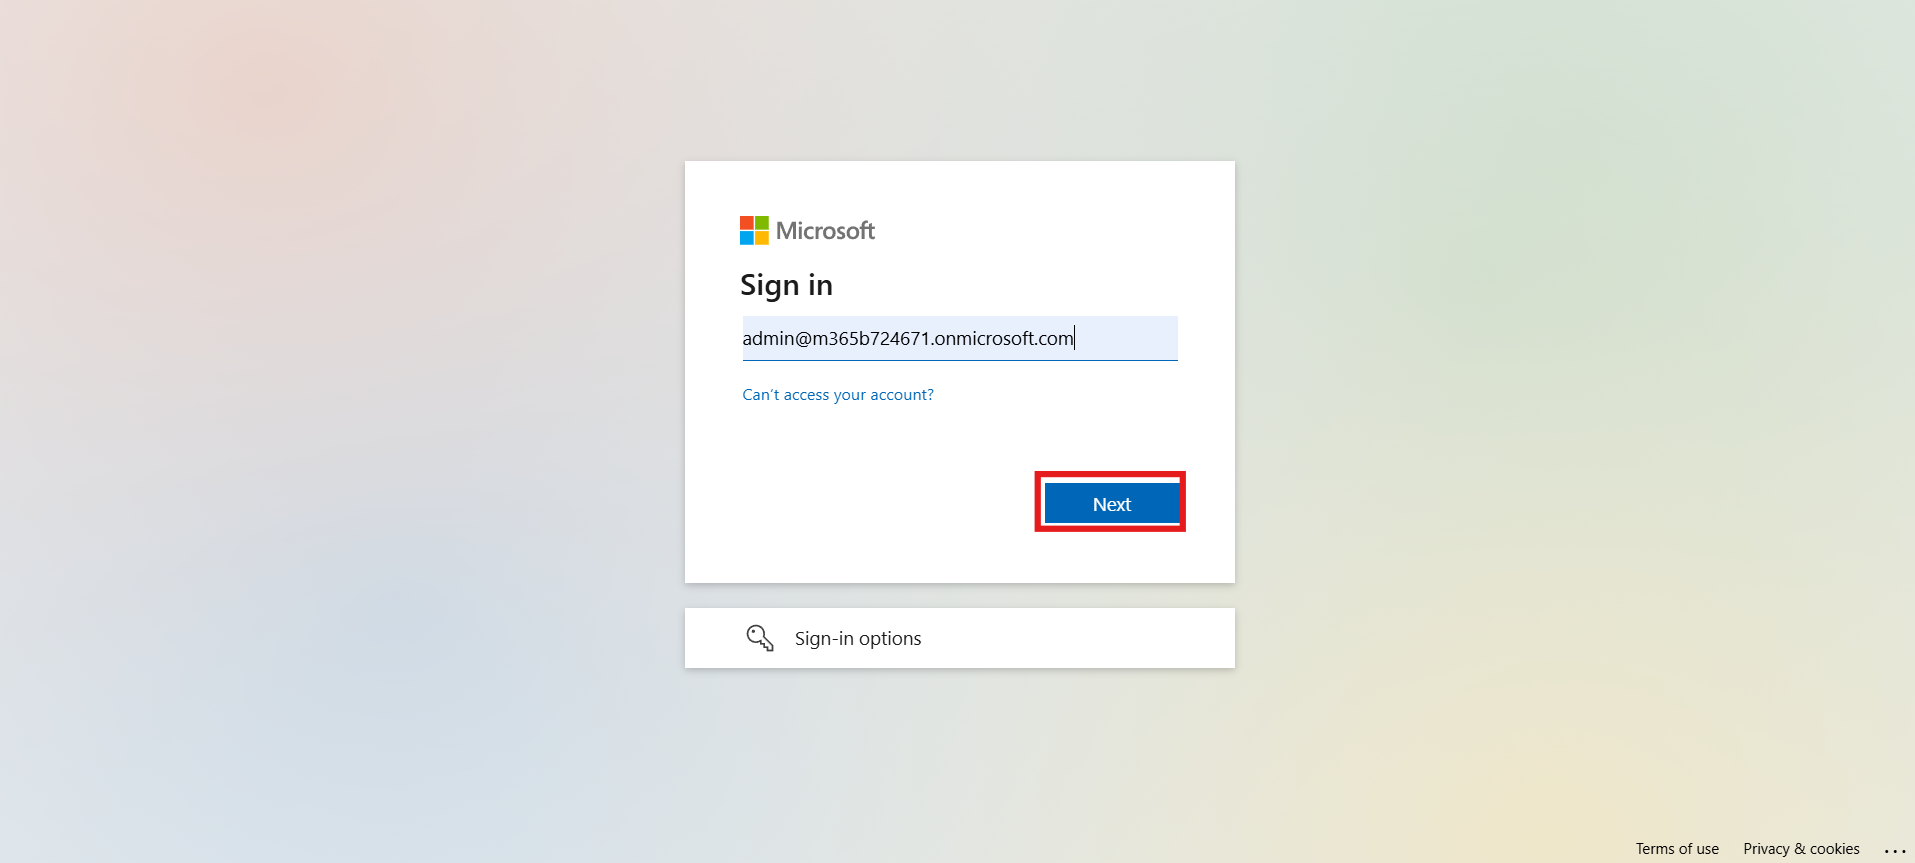 Microsoft
Sign in
admin@m365b724671.onmicrosoft.com
Can't access your account?
Next
Sign-in options
Terms of use Privacy & cookies ...